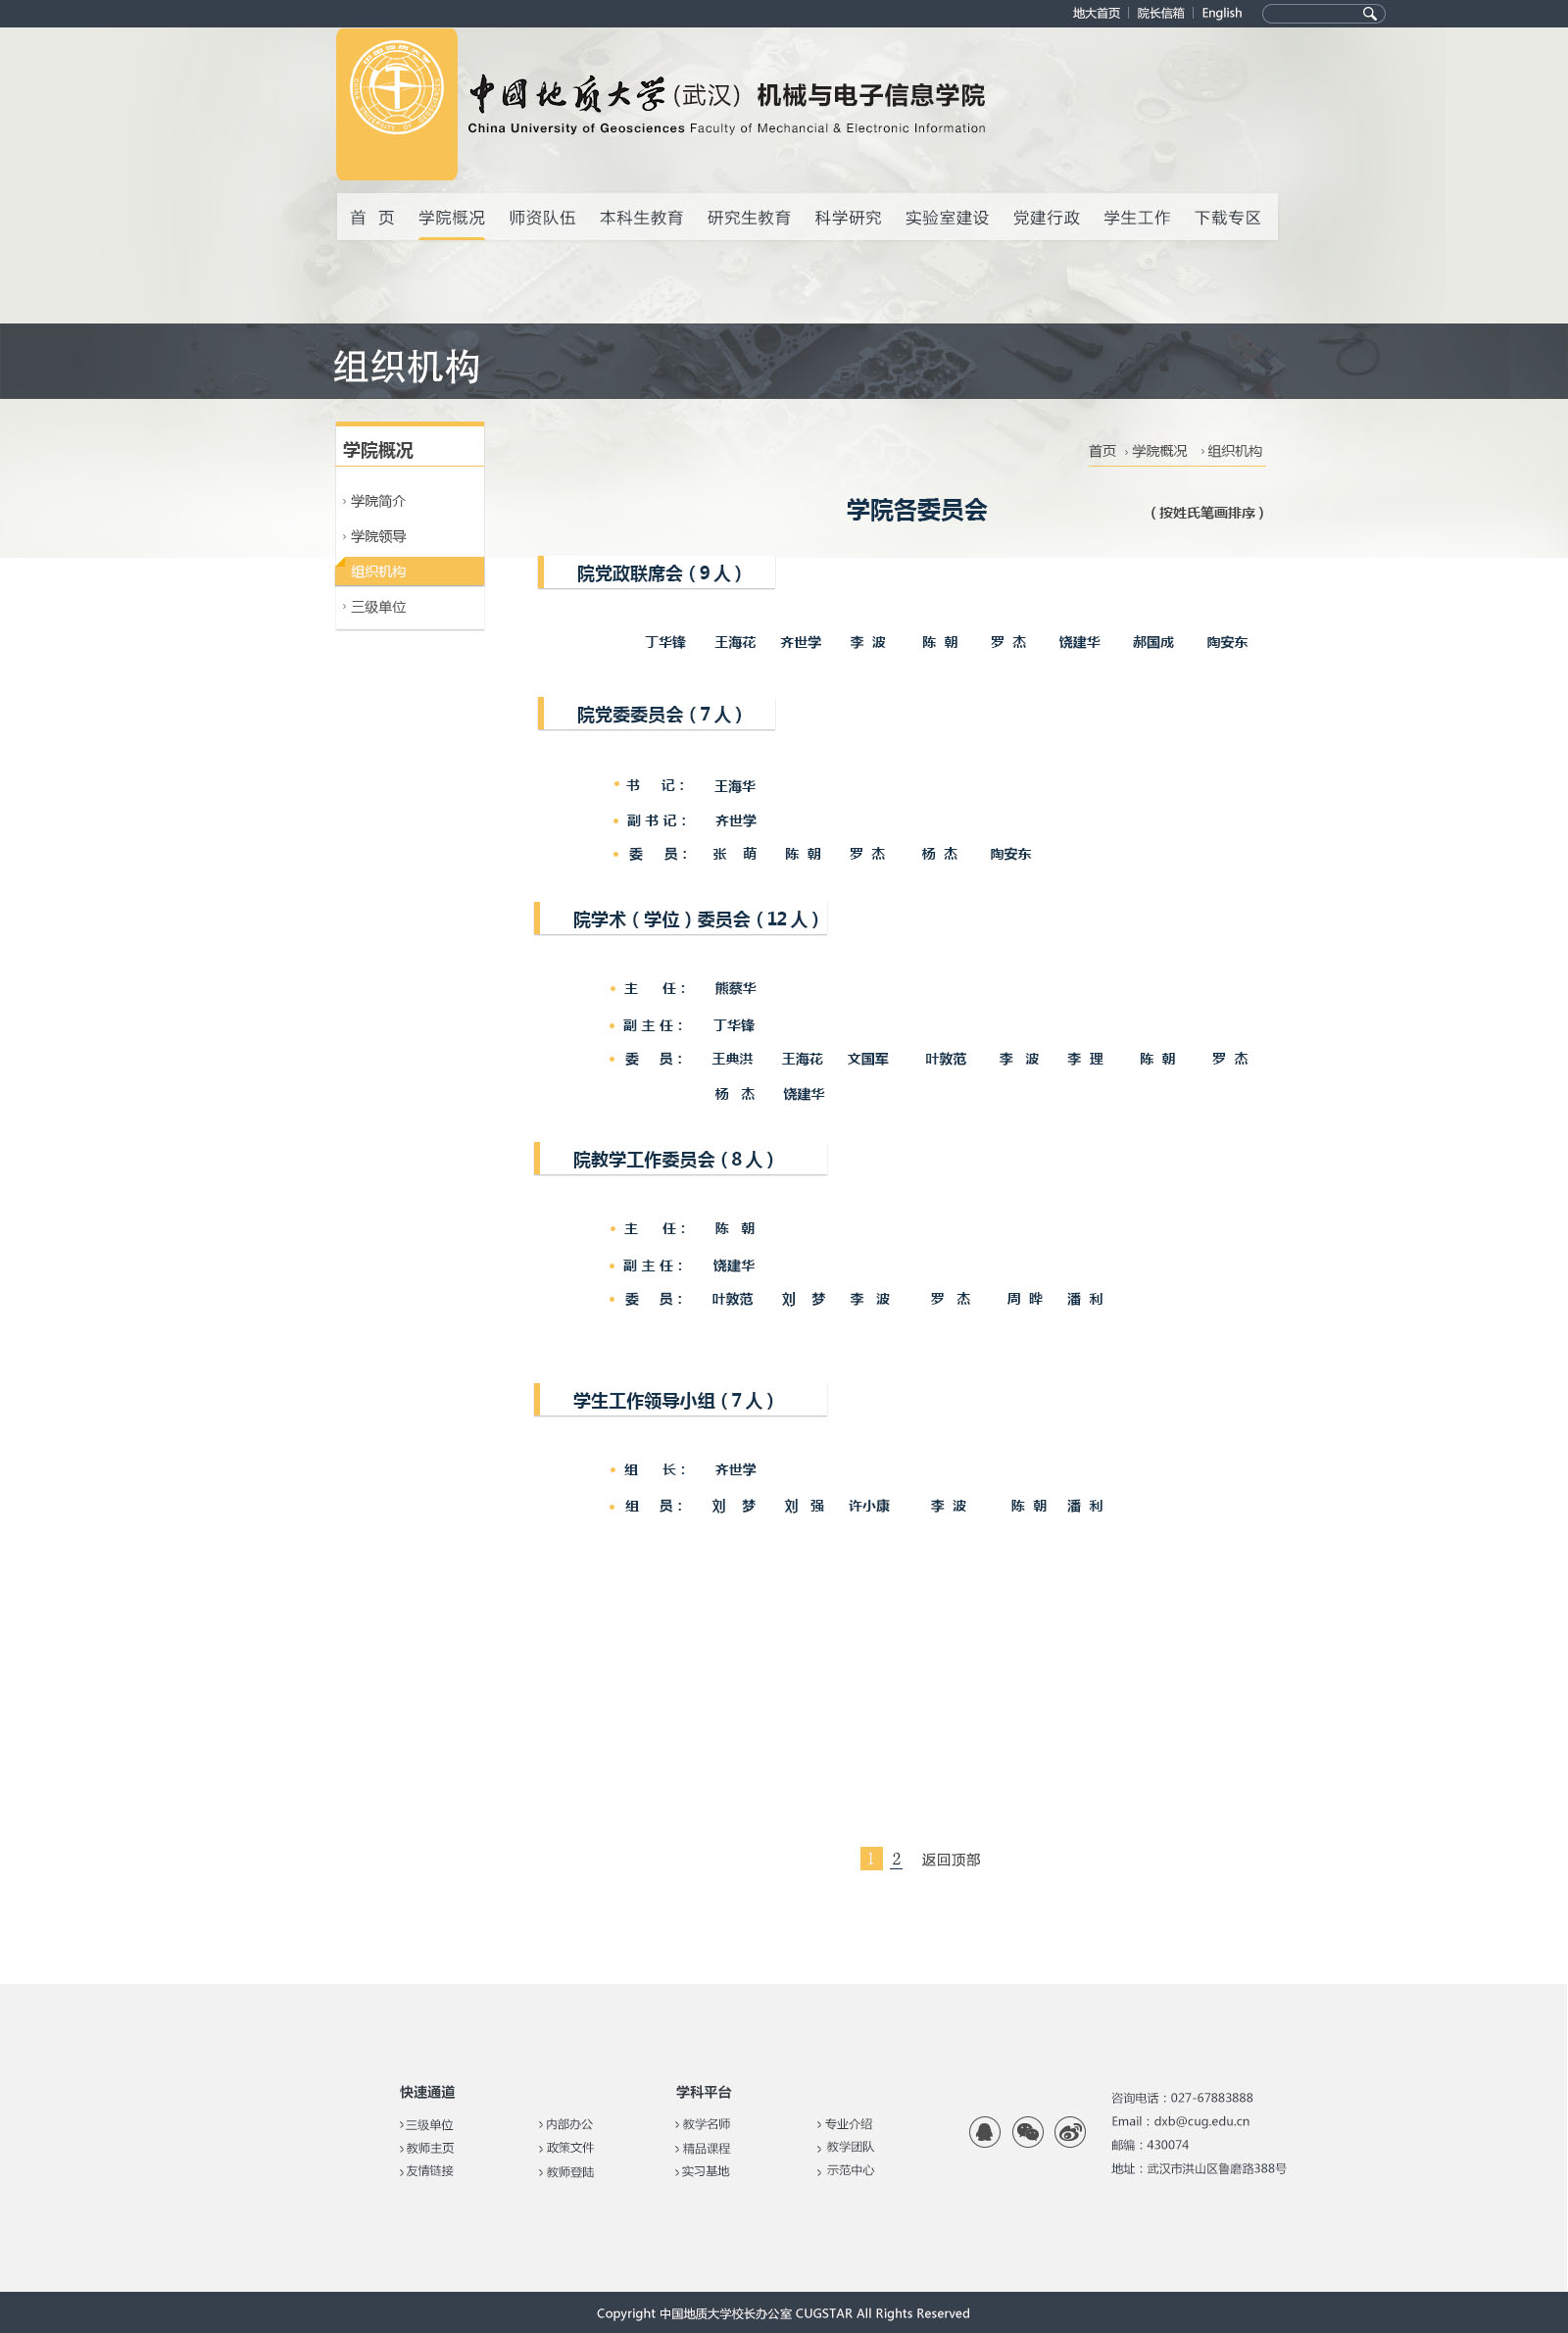 地大首页 | 院长信箱 | English
中国地质大学(武汉) 机械与电子信息学院
China University of Geosciences Faculty of Mechancial & Electronic Information
首 页 学院概况 师资队伍 本科生教育 研究生教育 科学研究 实验室建设 党建行政 学生工作 下载专区
组织机构
学院概况
学院简介
学院领导
组织机构
三级单位
首页 › 学院概况 › 组织机构
学院各委员会 (按姓氏笔画排序)
院党政联席会(9人)
丁华锋 王海花 齐世学 李 波 陈 朝 罗 杰 饶建华 郝国成 陶安东
院党委委员会(7人)
书 记: 王海华
副书记: 齐世学
委 员: 张 萌 陈 朝 罗 杰 杨 杰 陶安东
院学术(学位)委员会(12人)
主 任: 熊蔡华
副主任: 丁华锋
委 员: 王典洪 王海花 文国军 叶敦范 李 波 李 理 陈 朝 罗 杰
杨 杰 饶建华
院教学工作委员会(8人)
主 任: 陈 朝
副主任: 饶建华
委 员: 叶敦范 刘 梦 李 波 罗 杰 周 晔 潘 利
学生工作领导小组(7人)
组 长: 齐世学
组 员: 刘 梦 刘 强 许小康 李 波 陈 朝 潘 利
1 2 返回顶部
快速通道 学科平台
三级单位 内部办公 教学名师 专业介绍
教师主页 政策文件 精品课程 教学团队
友情链接 教师登陆 实习基地 示范中心
咨询电话:027-67883888
Email:dxb@cug.edu.cn
邮编:430074
地址:武汉市洪山区鲁磨路388号
Copyright 中国地质大学校长办公室 CUGSTAR All Rights Reserved